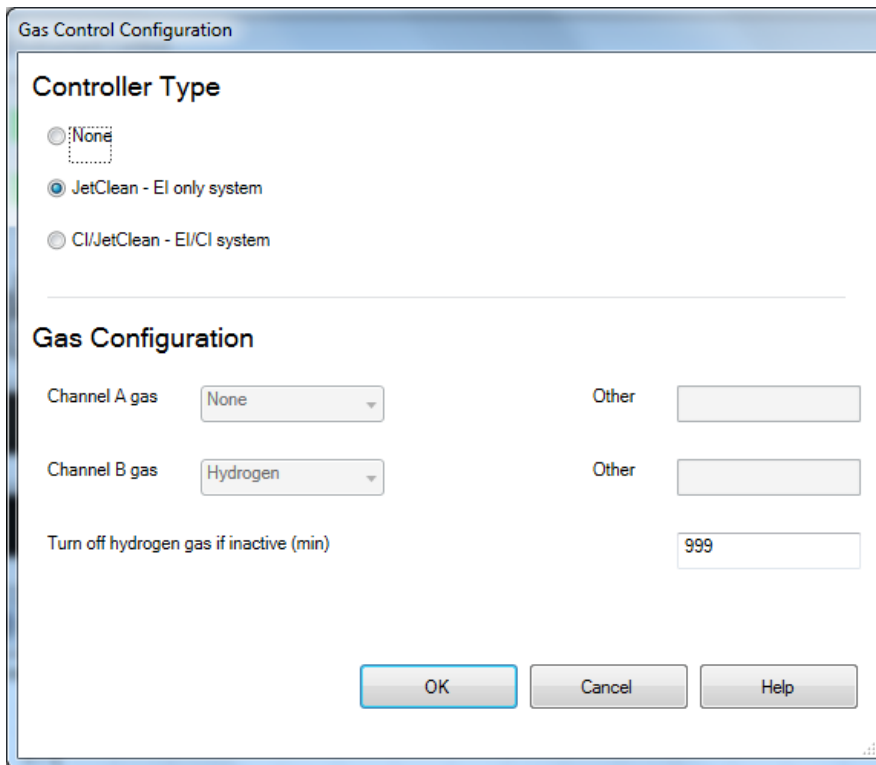 Gas Control Configuration
Controller Type
None
JetClean - EI only system
CI/JetClean - EI/CI system
Gas Configuration
Channel A gas None Other
Channel B gas Hydrogen Other
Turn off hydrogen gas if inactive (min) 999
OK Cancel Help